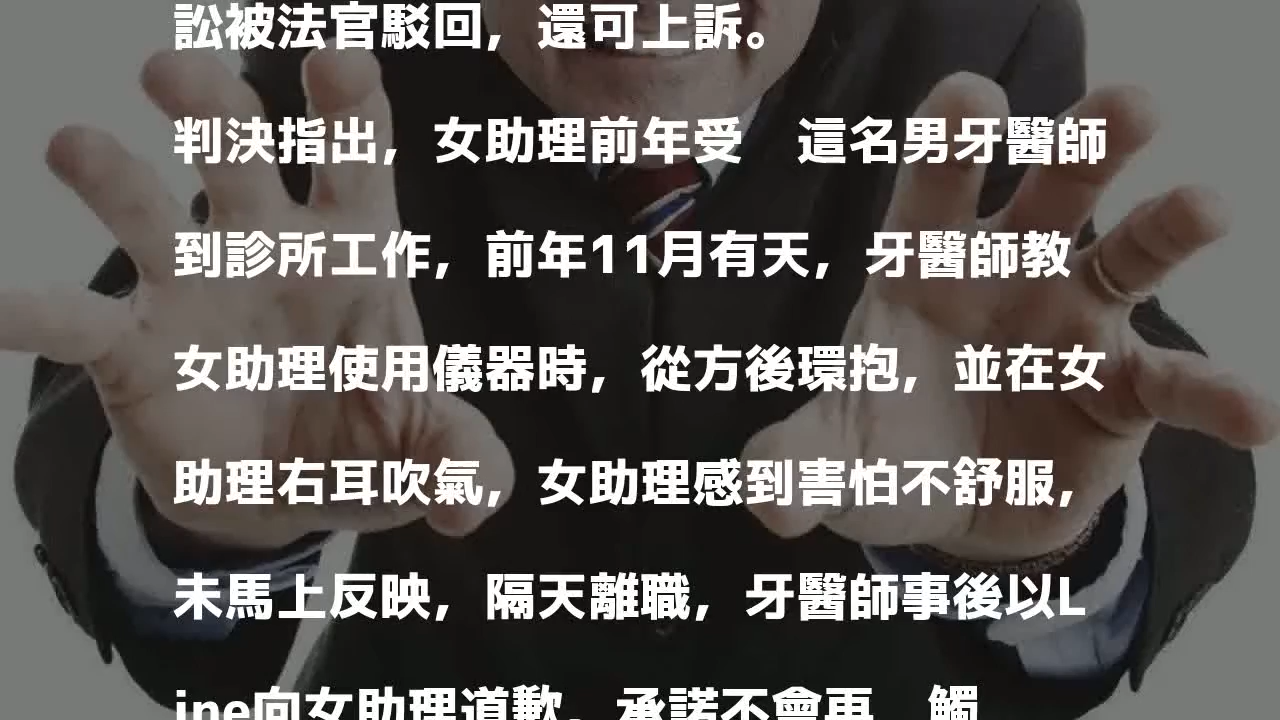 訟被法官駁回，還可上訴。
判決指出，女助理前年受　這名男牙醫師
到診所工作，前年11月有天，牙醫師教
女助理使用儀器時，從方後環抱，並在女
助理右耳吹氣，女助理感到害怕不舒服，
未馬上反映，隔天離職，牙醫師事後以L
ine向女助理道歉，承諾不會再　觸